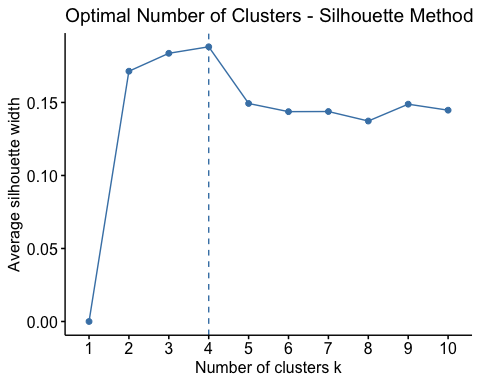 Optimal Number of Clusters - Silhouette Method
Average silhouette width
0.15
0.10
0.05
0.00
1 2 3 4 5 6 7 8 9 10
Number of clusters k